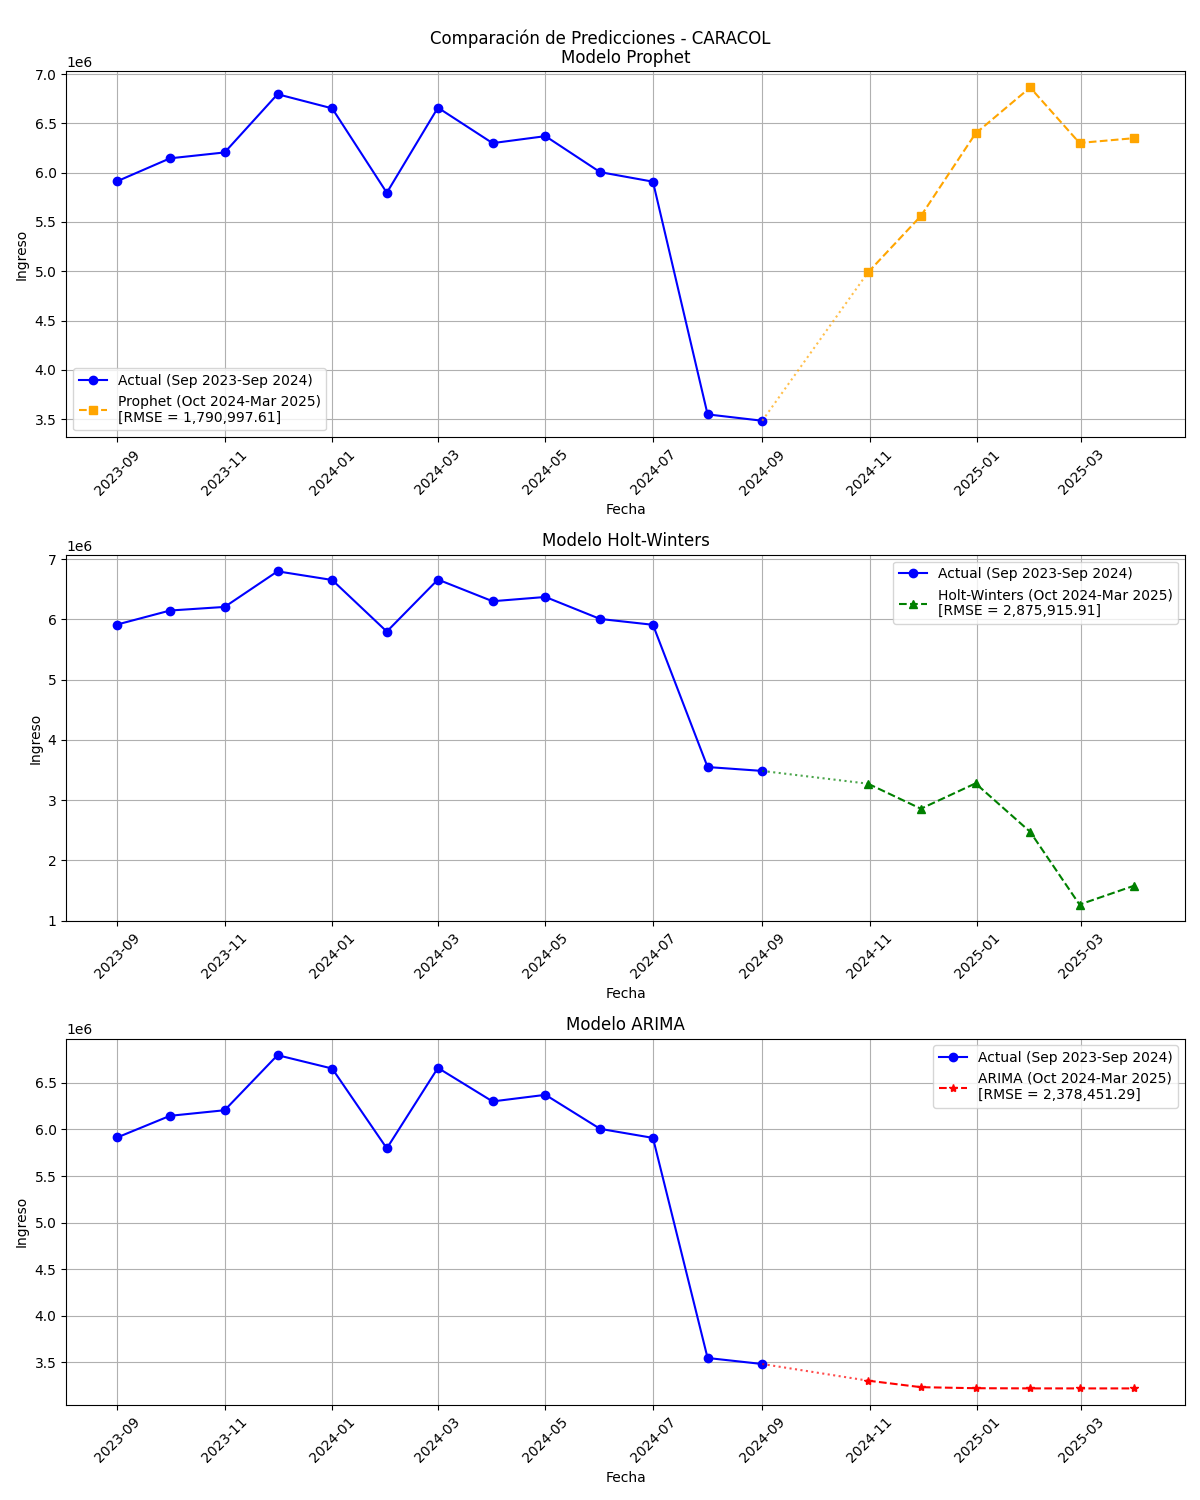 Comparación de Predicciones - CARACOL
Modelo Prophet
1e6
7.0
6.5
6.0
5.5
5.0
4.5
4.0
3.5
Ingreso
Actual (Sep 2023-Sep 2024)
Prophet (Oct 2024-Mar 2025)
[RMSE = 1,790,997.61]
2023-09
2023-11
2024-01
2024-03
2024-05
2024-07
2024-09
2024-11
2025-01
2025-03
Fecha
Modelo Holt-Winters
1e6
7
6
5
4
3
2
1
Ingreso
Actual (Sep 2023-Sep 2024)
Holt-Winters (Oct 2024-Mar 2025)
[RMSE = 2,875,915.91]
2023-09
2023-11
2024-01
2024-03
2024-05
2024-07
2024-09
2024-11
2025-01
2025-03
Fecha
Modelo ARIMA
1e6
6.5
6.0
5.5
5.0
4.5
4.0
3.5
Ingreso
Actual (Sep 2023-Sep 2024)
ARIMA (Oct 2024-Mar 2025)
[RMSE = 2,378,451.29]
2023-09
2023-11
2024-01
2024-03
2024-05
2024-07
2024-09
2024-11
2025-01
2025-03
Fecha